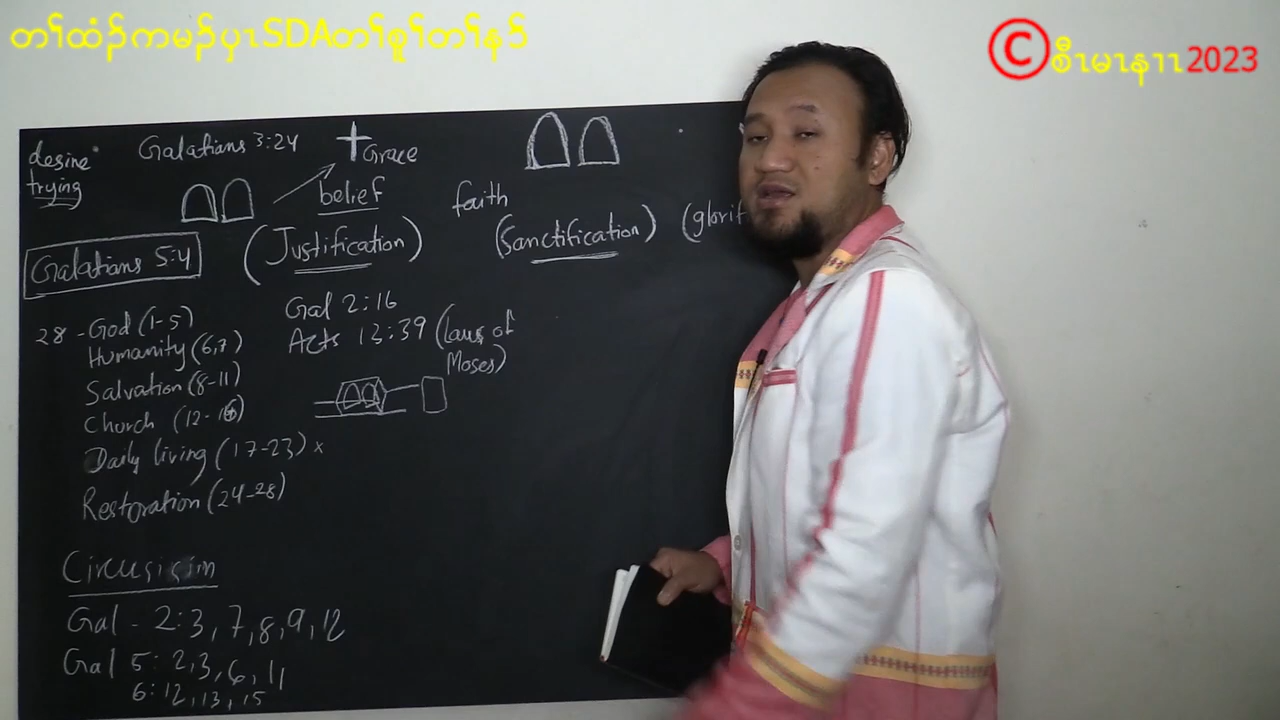 တၢ်ထံၣ်ကမၣ်ပှၤSDAတၢ်စူၢ်တၢ်နာ်
©စီၤမၤနၤၤ2023
desire
trying
Galatians 3:24
Grace
belief
faith
Galatians 5:4
(Justification)
(Sanctification)
(glorif
28 - God (1-5)
Humanity (6,7)
Salvation (8-11)
Church (12-16)
Daily living (17-23) x
Restoration (24-28)
Gal 2:16
Acts 13:39 (Laws of
Moses)
Gal - 2:3, 7, 8, 9, 12
Gal 5: 2, 3, 6, 11
6: 12, 13, 15